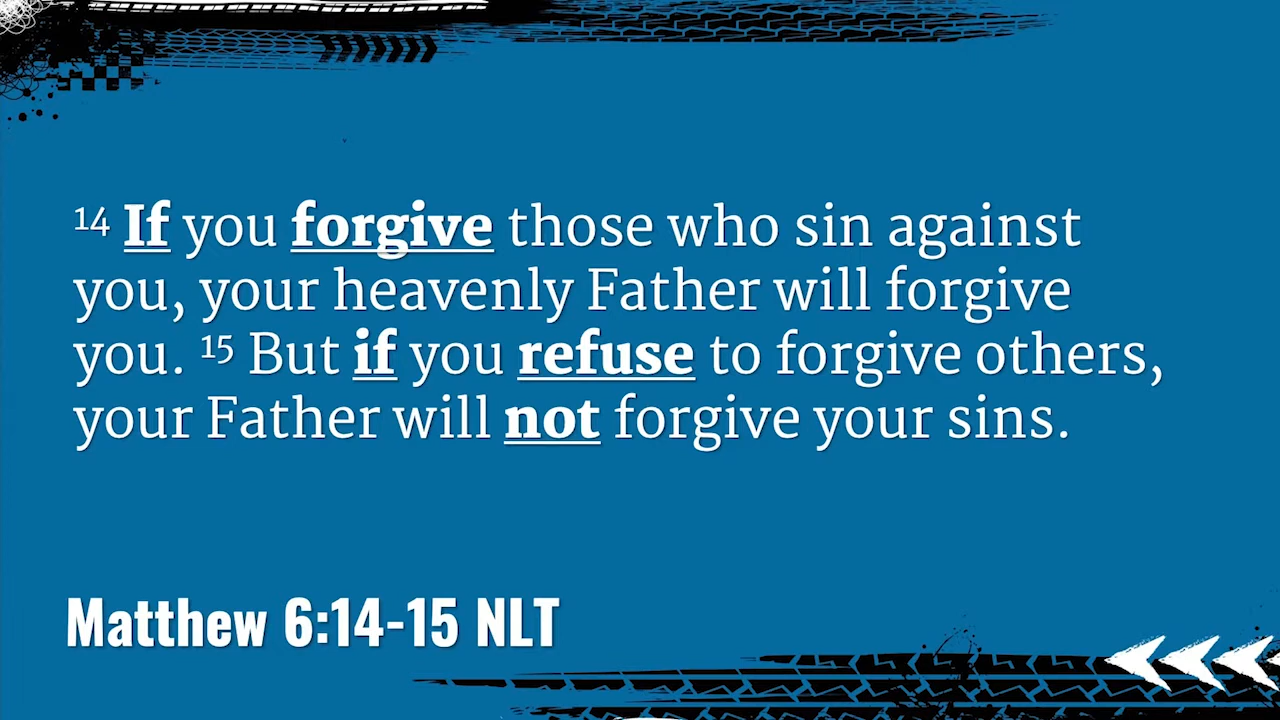 14 If you forgive those who sin against
you, your heavenly Father will forgive
you. 15 But if you refuse to forgive others,
your Father will not forgive your sins.
Matthew 6:14-15 NLT